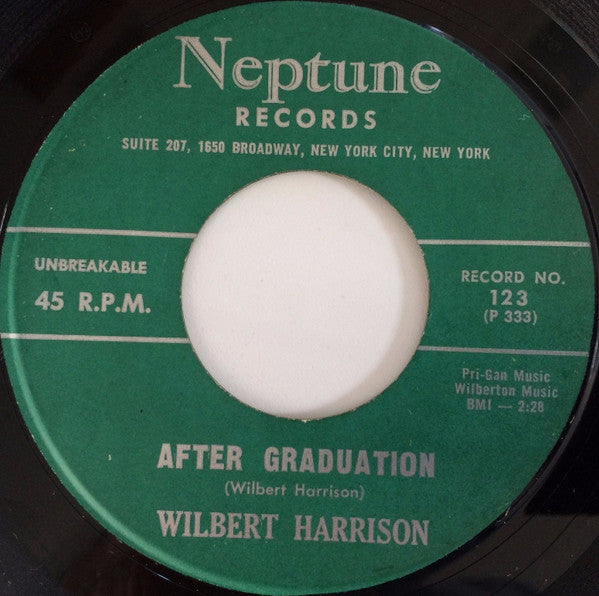 Neptune
RECORDS
SUITE 207, 1650 BROADWAY, NEW YORK CITY, NEW YORK
UNBREAKABLE
45 R.P.M.
RECORD NO.
123
(P 333)
Pri-Gan Music
Wilberton Music
BMI — 2:28
AFTER GRADUATION
(Wilbert Harrison)
WILBERT HARRISON